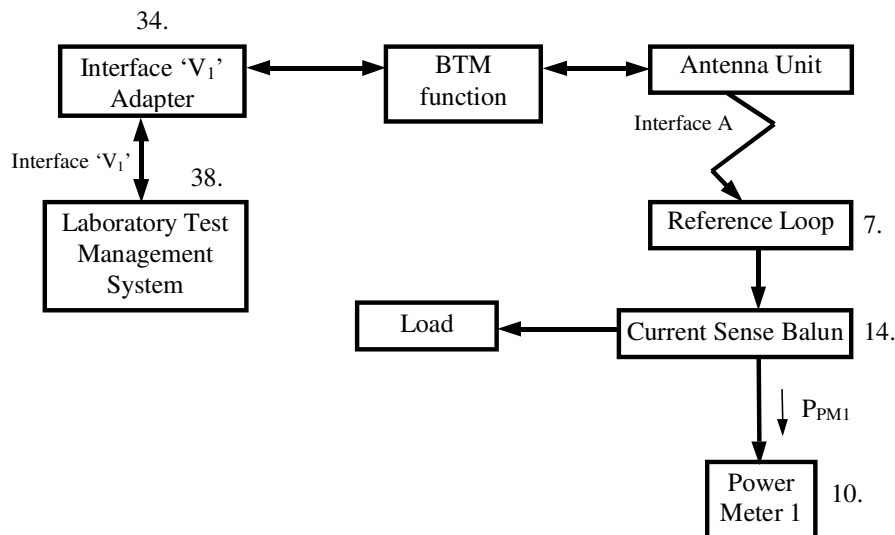 34.
Interface ‘V₁’
Adapter
BTM
function
Antenna Unit
Interface A
Interface ‘V₁’
38.
Laboratory Test
Management
System
Reference Loop
7.
Load
Current Sense Balun
14.
P_PM1
Power
Meter 1
10.